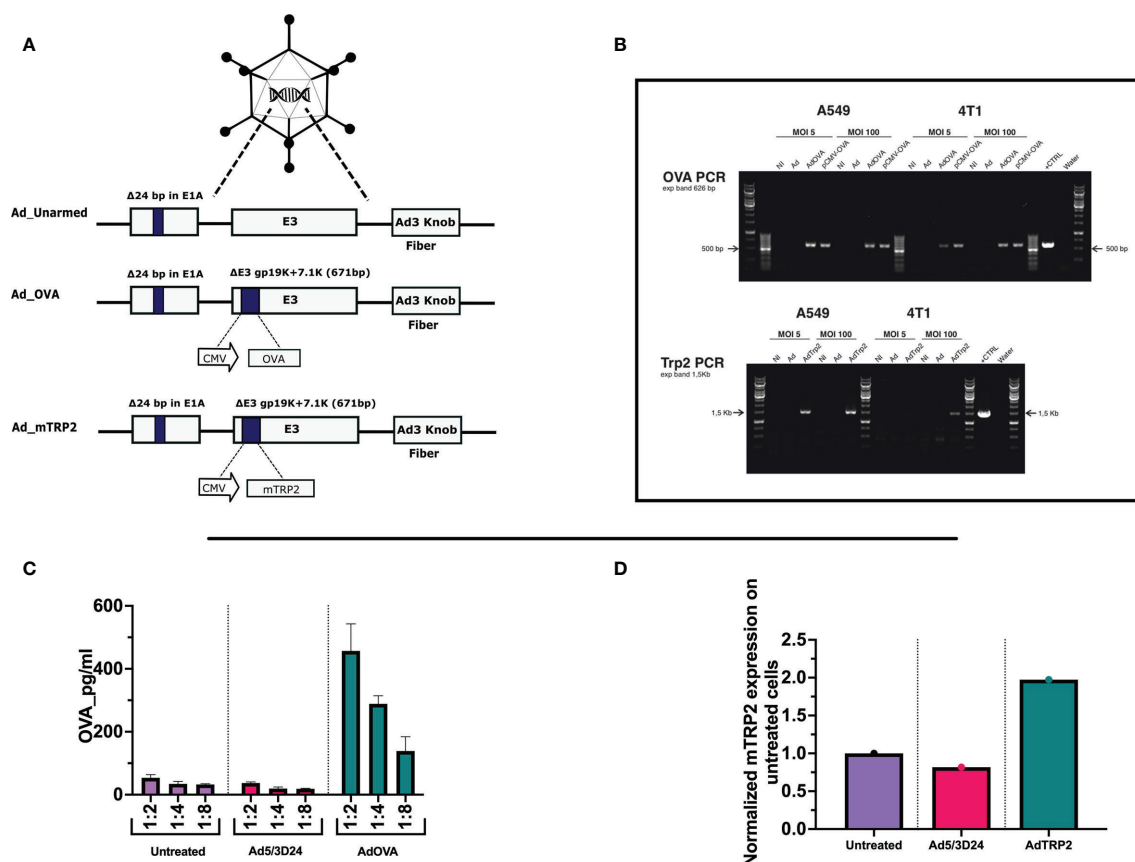 A
Δ24 bp in E1A
Ad_Unarmed
E3
Ad3 Knob
Fiber
Δ24 bp in E1A
ΔE3 gp19K+7.1K (671bp)
Ad_OVA
E3
Ad3 Knob
Fiber
CMV
OVA
Δ24 bp in E1A
ΔE3 gp19K+7.1K (671bp)
Ad_mTRP2
E3
Ad3 Knob
Fiber
CMV
mTRP2
B
A549 4T1
MOI 5 MOI 100 MOI 5 MOI 100
NI Ad AdOVA pCMV-OVA NI Ad AdOVA pCMV-OVA NI Ad AdOVA pCMV-OVA NI Ad AdOVA pCMV-OVA +CTRL Water
OVA PCR
exp band 626 bp
500 bp 500 bp
A549 4T1
MOI 5 MOI 100 MOI 5 MOI 100
NI Ad AdTrp2 NI Ad AdTrp2 NI Ad AdTrp2 NI Ad AdTrp2 +CTRL Water
Trp2 PCR
exp band 1,5Kb
1,5 Kb 1,5 Kb
C
OVA_pg/ml
600
400
200
0
1:2 1:4 1:8 1:2 1:4 1:8 1:2 1:4 1:8
Untreated Ad5/3D24 AdOVA
D
Normalized mTRP2 expression on
untreated cells
2.5
2.0
1.5
1.0
0.5
0.0
Untreated Ad5/3D24 AdTRP2